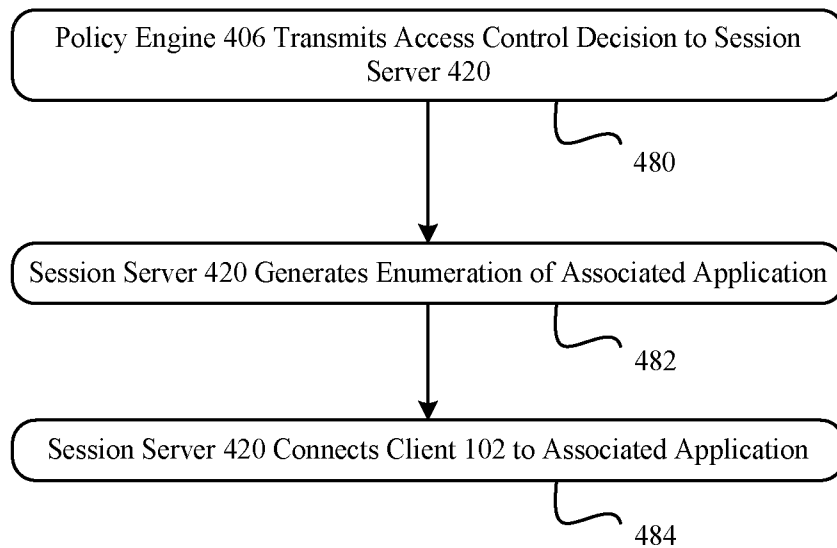 Policy Engine 406 Transmits Access Control Decision to Session
Server 420
480
Session Server 420 Generates Enumeration of Associated Application
482
Session Server 420 Connects Client 102 to Associated Application
484